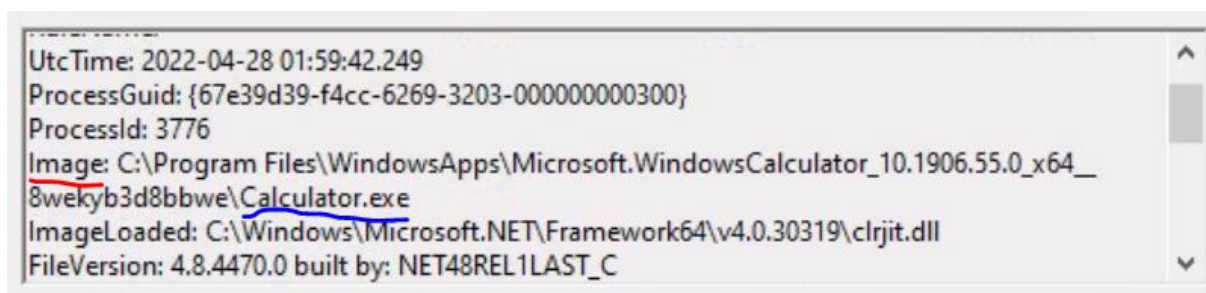 UtcTime: 2022-04-28 01:59:42.249
ProcessGuid: {67e39d39-f4cc-6269-3203-000000000300}
ProcessId: 3776
Image: C:\Program Files\WindowsApps\Microsoft.WindowsCalculator_10.1906.55.0_x64__
8wekyb3d8bbwe\Calculator.exe
ImageLoaded: C:\Windows\Microsoft.NET\Framework64\v4.0.30319\clrjit.dll
FileVersion: 4.8.4470.0 built by: NET48REL1LAST_C